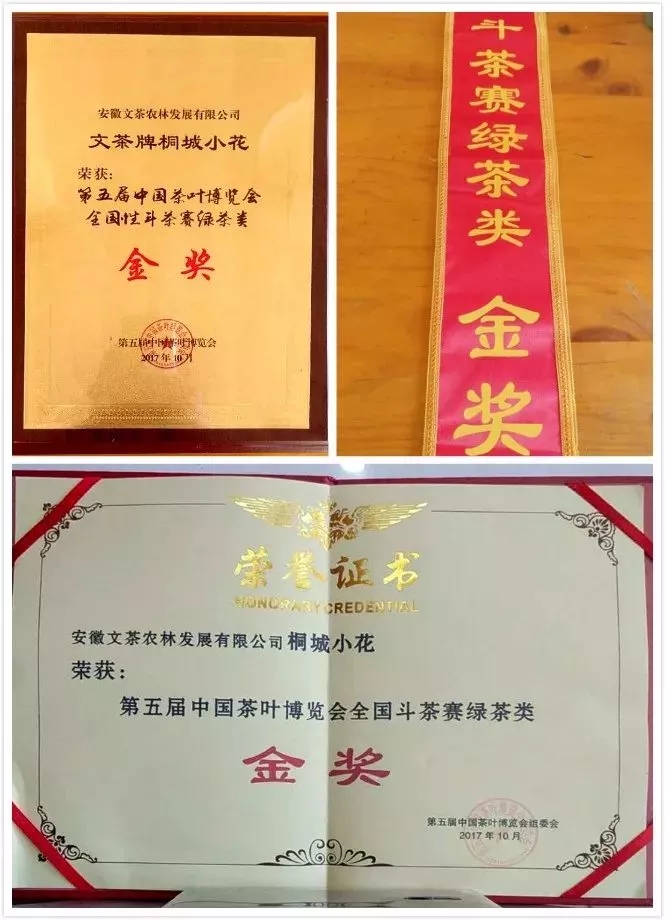 安徽文茶农林发展有限公司
文茶牌桐城小花
荣获:
第五届中国茶叶博览会
全国性斗茶赛绿茶类
金奖
第五届中国茶叶博览会
2017年10月
斗茶赛绿茶类 金奖
荣誉证书
HONORARY CREDENTIAL
安徽文茶农林发展有限公司桐城小花
荣获：
第五届中国茶叶博览会全国斗茶赛绿茶类
金奖
第五届中国茶叶博览会组委会
2017年10月